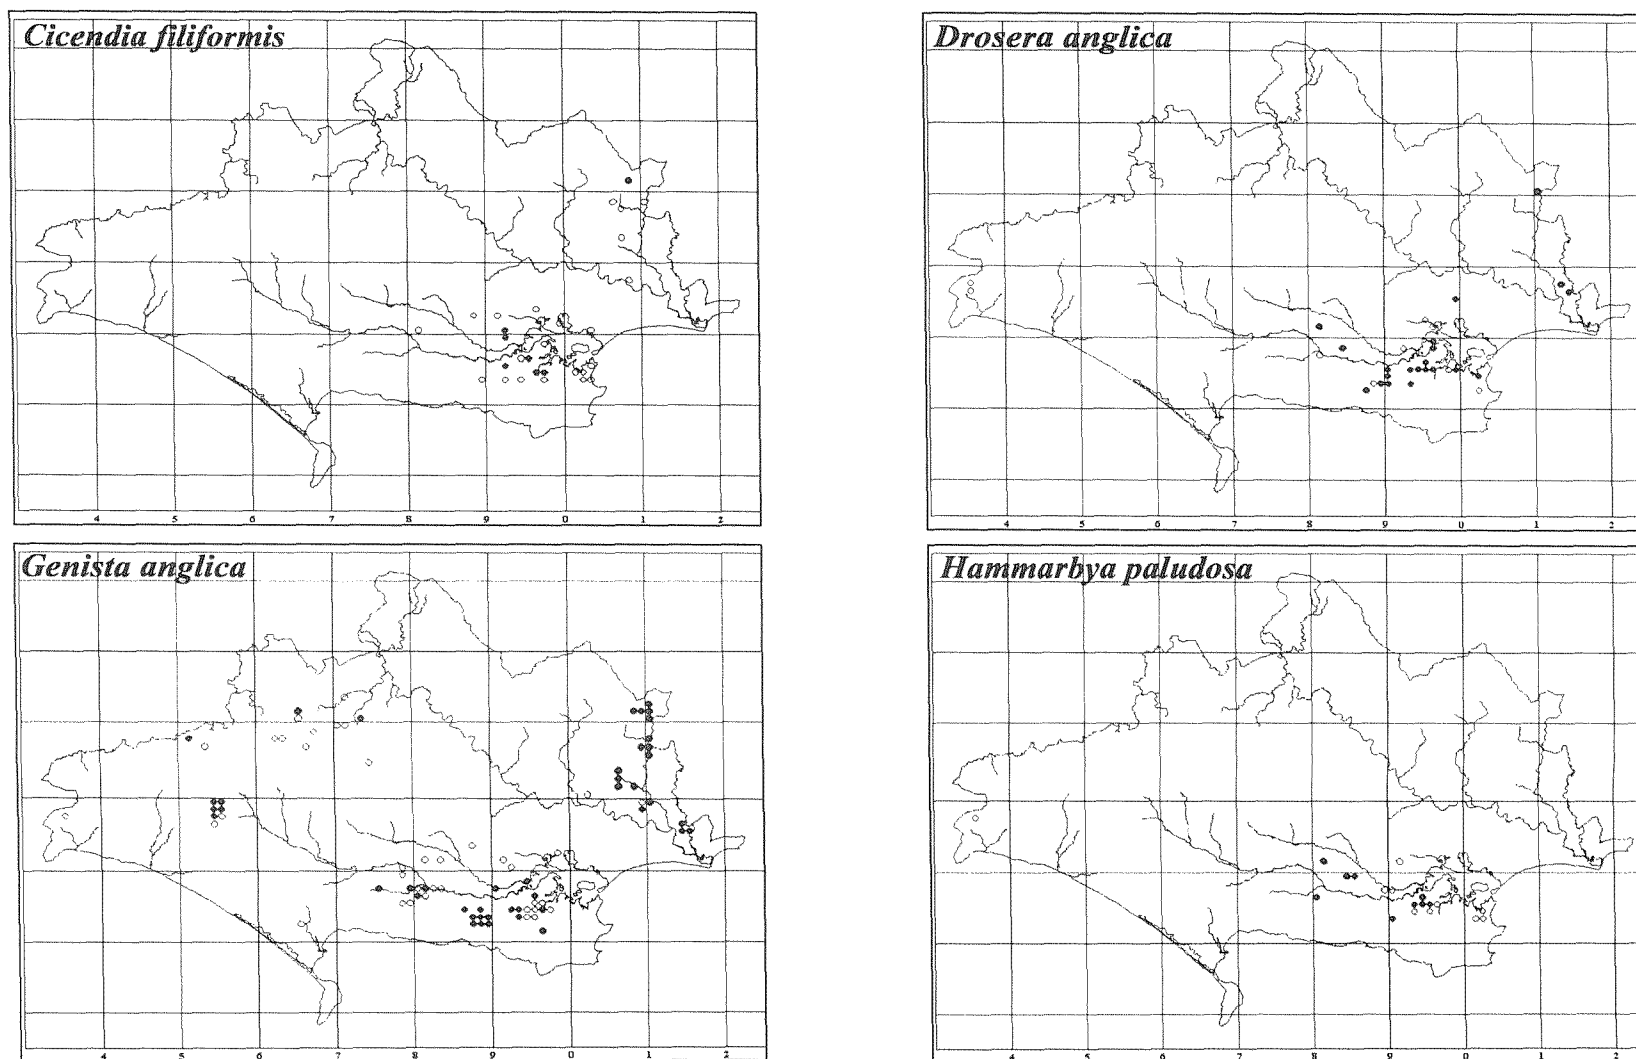 Cicendia filiformis
4 5 6 7 8 9 0 1 2
Drosera anglica
4 5 6 7 8 9 0 1 2
Genista anglica
4 5 6 7 8 9 0 1 2
Hammarbya paludosa
4 5 6 7 8 9 0 1 2